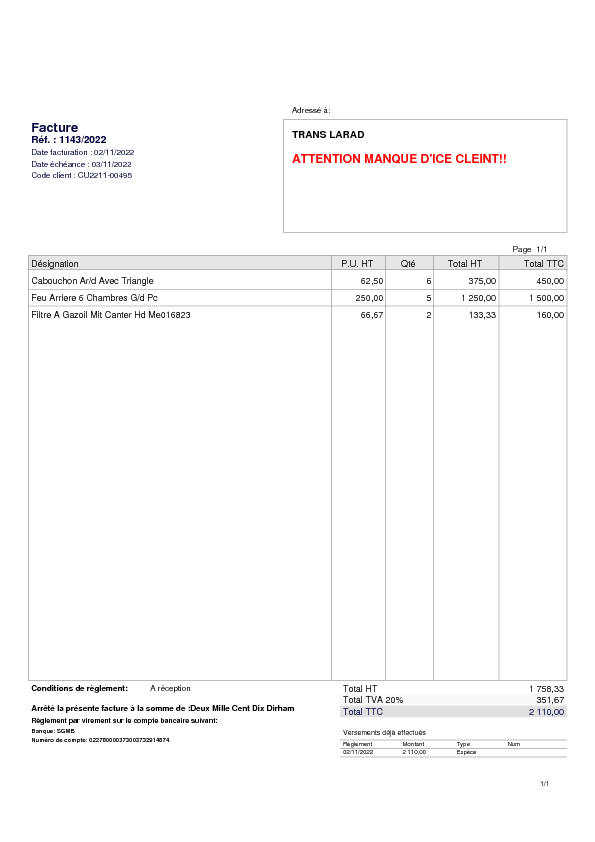 Adressé à:
Facture
Réf. : 1143/2022
Date facturation : 02/11/2022
Date échéance : 03/11/2022
Code client : CU2211-00495
TRANS LARAD
ATTENTION MANQUE D'ICE CLEINT!!
Page 1/1
Désignation P.U. HT Qté Total HT Total TTC
Cabouchon Ar/d Avec Triangle 62,50 6 375,00 450,00
Feu Arriere 6 Chambres G/d Pc 250,00 5 1 250,00 1 500,00
Filtre A Gazoil Mit Canter Hd Me016823 66,67 2 133,33 160,00
Conditions de règlement: A réception
Total HT 1 758,33
Total TVA 20% 351,67
Total TTC 2 110,00
Arrêté la présente facture à la somme de :Deux Mille Cent Dix Dirham
Règlement par virement sur le compte bancaire suivant:
Banque: SGMB
Numéro de compte:
Versements déjà effectués
Règlement Montant Type Num
02/11/2022 2 110,00 Espèce
1/1